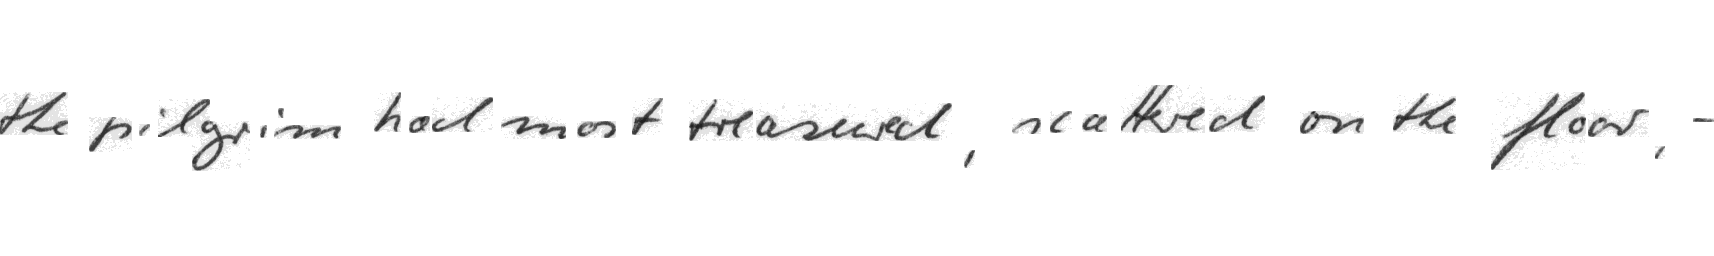 the pilgrim had most treasured, scattered on the floor, -